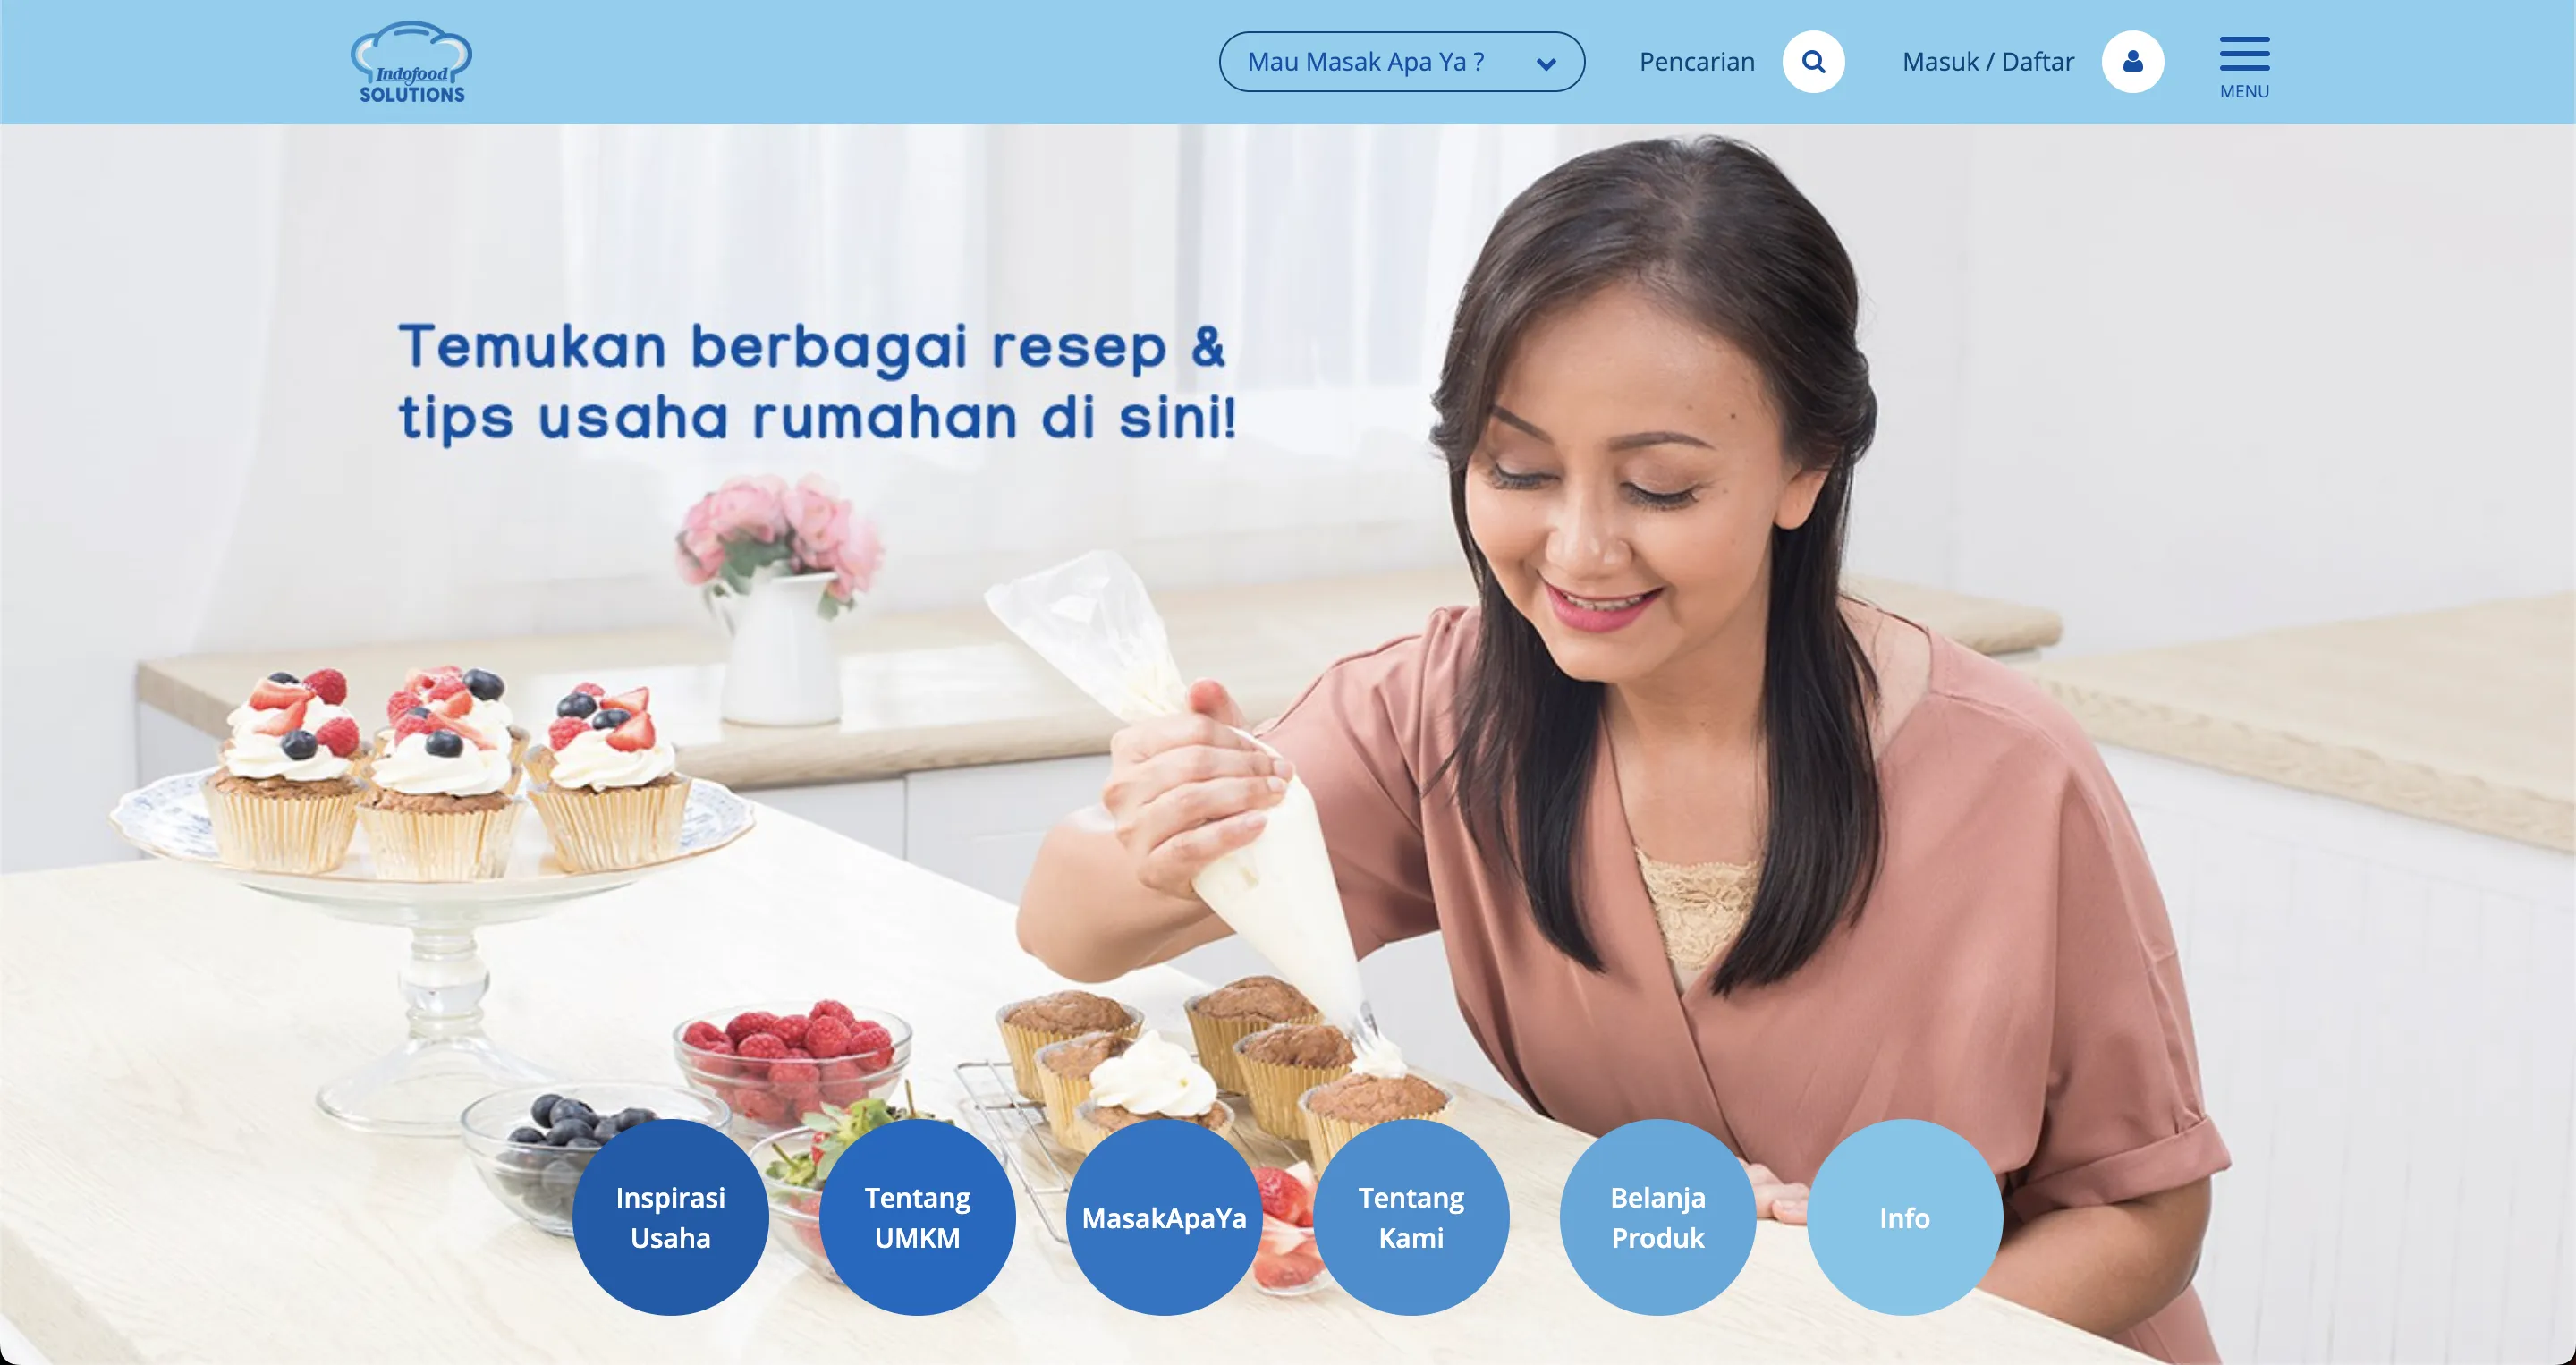 Indofood
SOLUTIONS
Mau Masak Apa Ya ?
Pencarian
Masuk / Daftar
MENU
Temukan berbagai resep &
tips usaha rumahan di sini!
Inspirasi
Usaha
Tentang
UMKM
MasakApaYa
Tentang
Kami
Belanja
Produk
Info